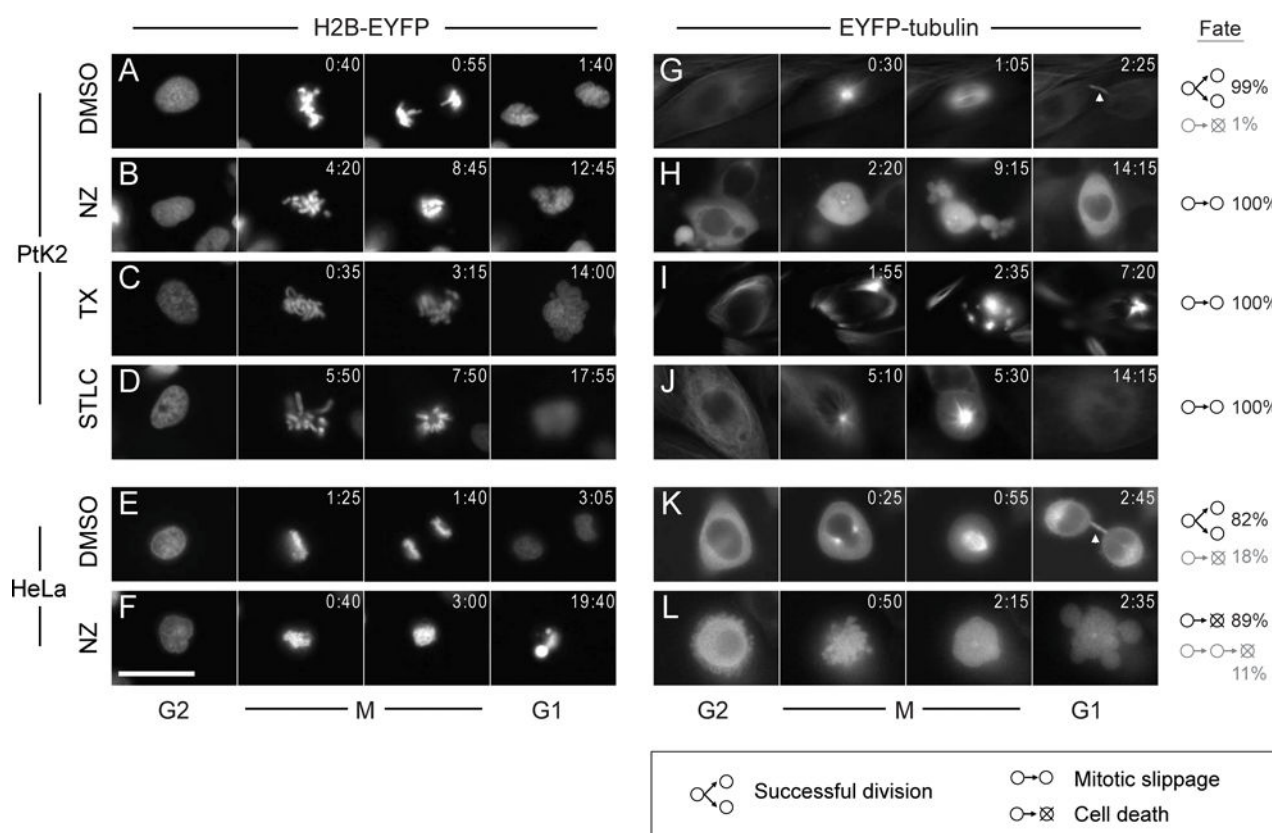 H2B-EYFP EYFP-tubulin Fate
PtK2
DMSO A 0:40 0:55 1:40 G 0:30 1:05 2:25 99%
1%
NZ B 4:20 8:45 12:45 H 2:20 9:15 14:15 100%
TX C 0:35 3:15 14:00 I 1:55 2:35 7:20 100%
STLC D 5:50 7:50 17:55 J 5:10 5:30 14:15 100%
HeLa
DMSO E 1:25 1:40 3:05 K 0:25 0:55 2:45 82%
18%
NZ F 0:40 3:00 19:40 L 0:50 2:15 2:35 89%
11%
G2 M G1 G2 M G1
Successful division Mitotic slippage
Cell death